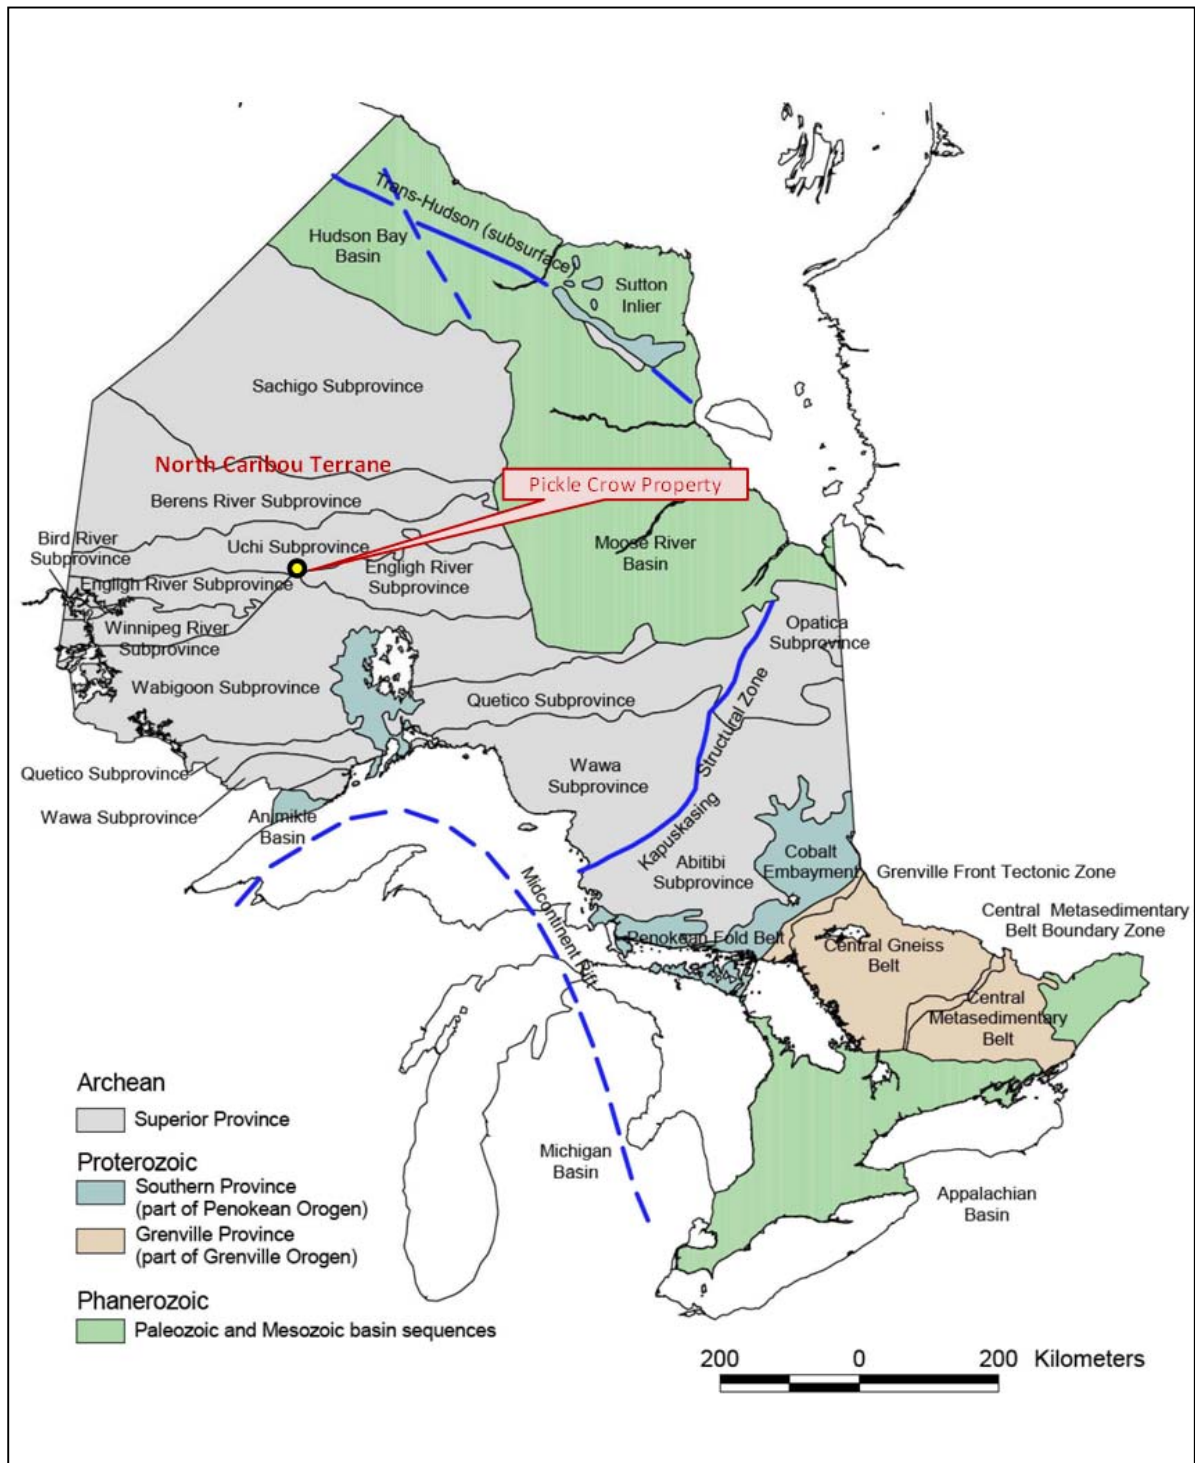 Trans-Hudson (subsurface)
Hudson Bay
Basin
Sutton
Inlier
Sachigo Subprovince
North Caribou Terrane
Pickle Crow Property
Berens River Subprovince
Bird River
Subprovince
Uchi Subprovince
Moose River
Basin
Engligh River
Subprovince
Engligh River Subprovince
Winnipeg River
Subprovince
Opatica
Subprovince
Wabigoon Subprovince
Quetico Subprovince
Structural Zone
Kapuskasing
Wawa
Subprovince
Quetico Subprovince
Wawa Subprovince
Animikie
Basin
Abitibi
Subprovince
Cobalt
Embayment
Grenville Front Tectonic Zone
Midcontinent Rift
Central Metasedimentary
Belt Boundary Zone
Penokean Fold Belt
Central Gneiss
Belt
Central
Metasedimentary
Belt
Archean
Superior Province
Proterozoic
Southern Province
(part of Penokean Orogen)
Grenville Province
(part of Grenville Orogen)
Phanerozoic
Paleozoic and Mesozoic basin sequences
Michigan
Basin
Appalachian
Basin
200 0 200 Kilometers